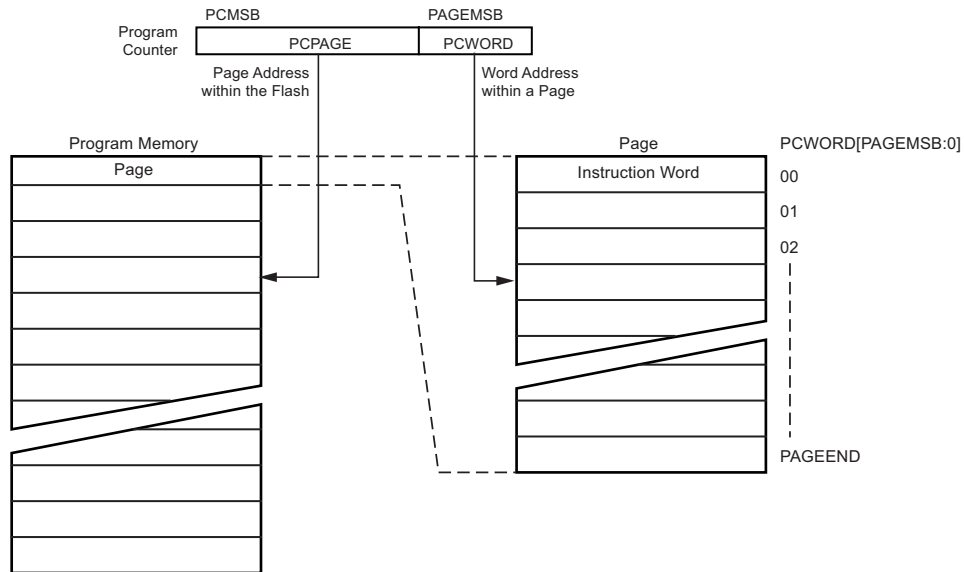 PCMSB
PAGEMSB
Program
Counter
PCPAGE
PCWORD
Page Address
within the Flash
Word Address
within a Page
Program Memory
Page
Page
Instruction Word
PCWORD[PAGEMSB:0]
00
01
02
PAGEEND